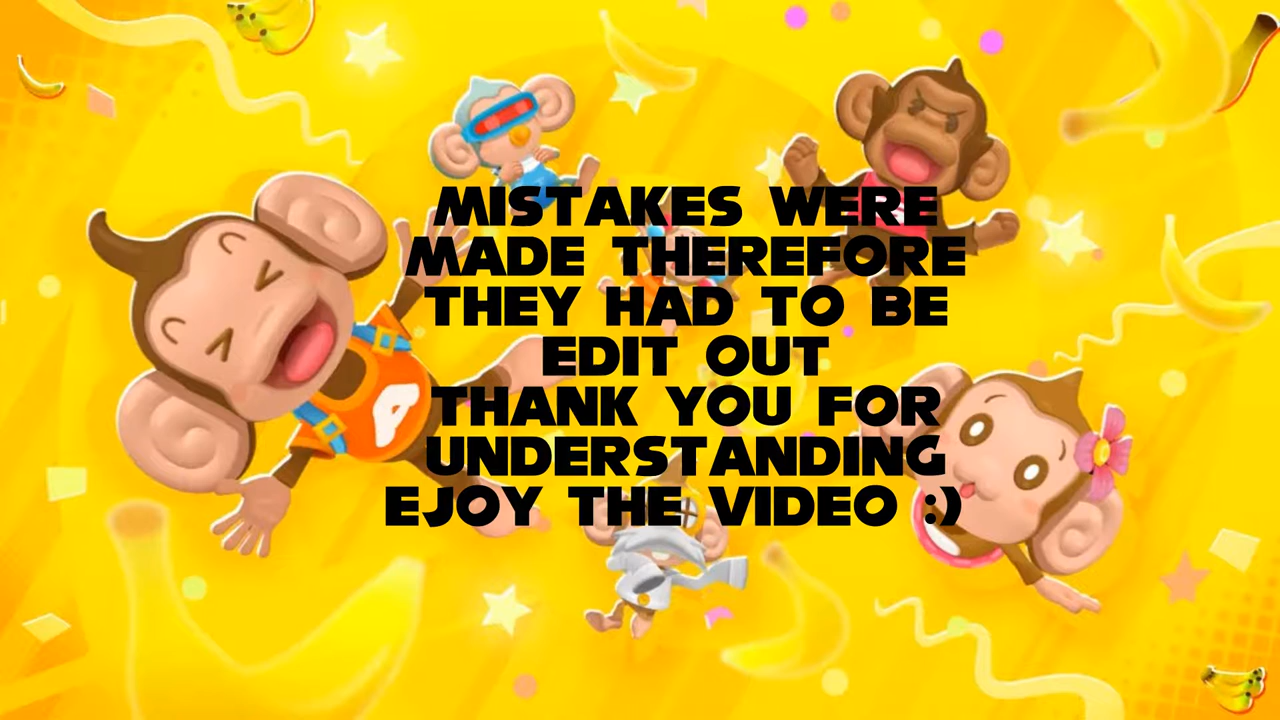 MISTAKES WERE
MADE THEREFORE
THEY HAD TO BE
EDIT OUT
THANK YOU FOR
UNDERSTANDING
EJOY THE VIDEO :)